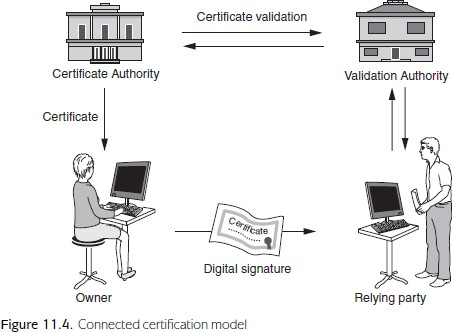 Certificate validation
Certificate Authority
Validation Authority
Certificate
Certificate
Digital signature
Owner
Relying party
Figure 11.4. Connected certification model